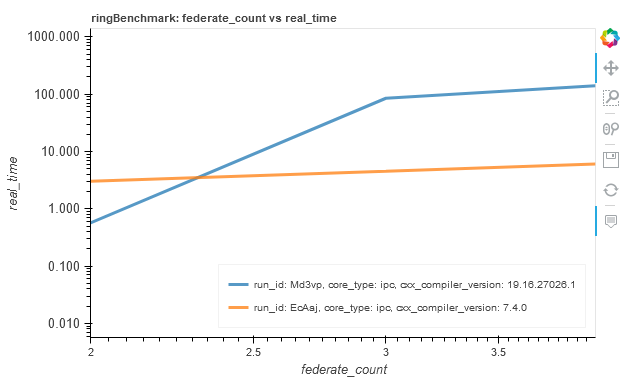 ringBenchmark: federate_count vs real_time
1000.000
100.000
10.000
1.000
0.100
0.010
real_time
run_id: Md3vp, core_type: ipc, cxx_compiler_version: 19.16.27026.1
run_id: EcAaj, core_type: ipc, cxx_compiler_version: 7.4.0
2
2.5
3
3.5
federate_count